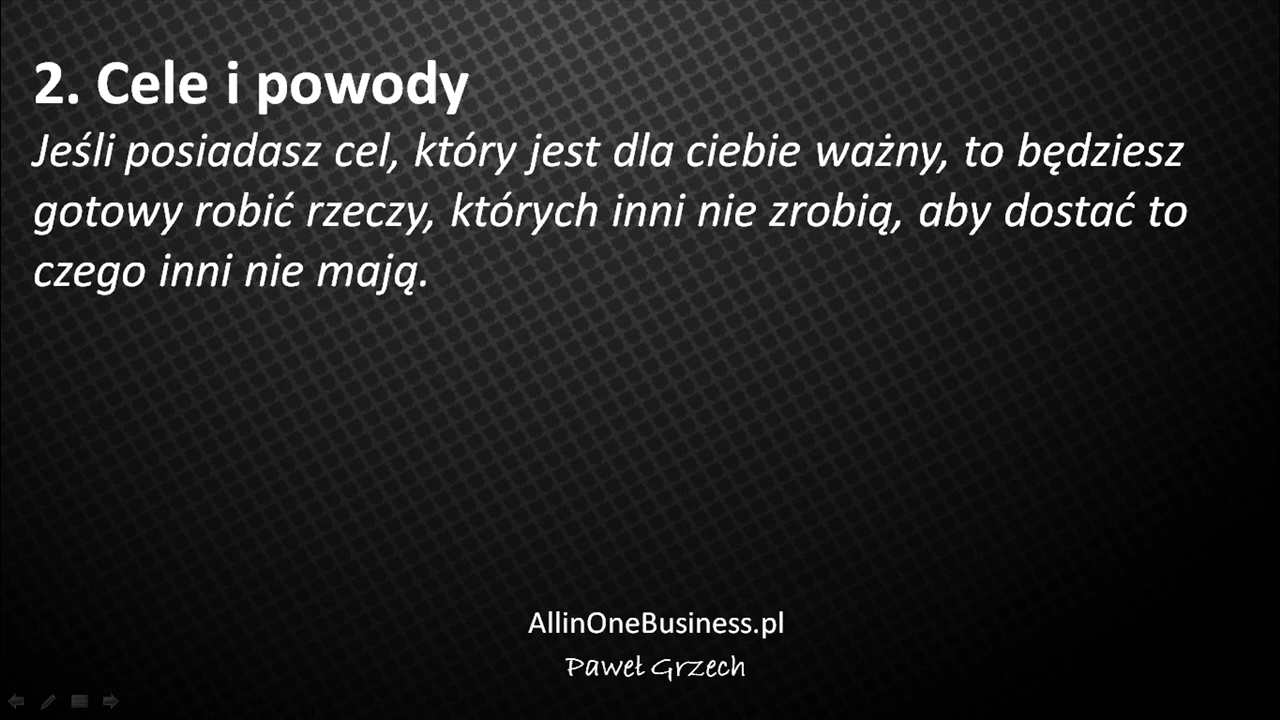 2. Cele i powody
Jeśli posiadasz cel, który jest dla ciebie ważny, to będziesz
gotowy robić rzeczy, których inni nie zrobią, aby dostać to
czego inni nie mają.
AllinOneBusiness.pl
Paweł Grzech